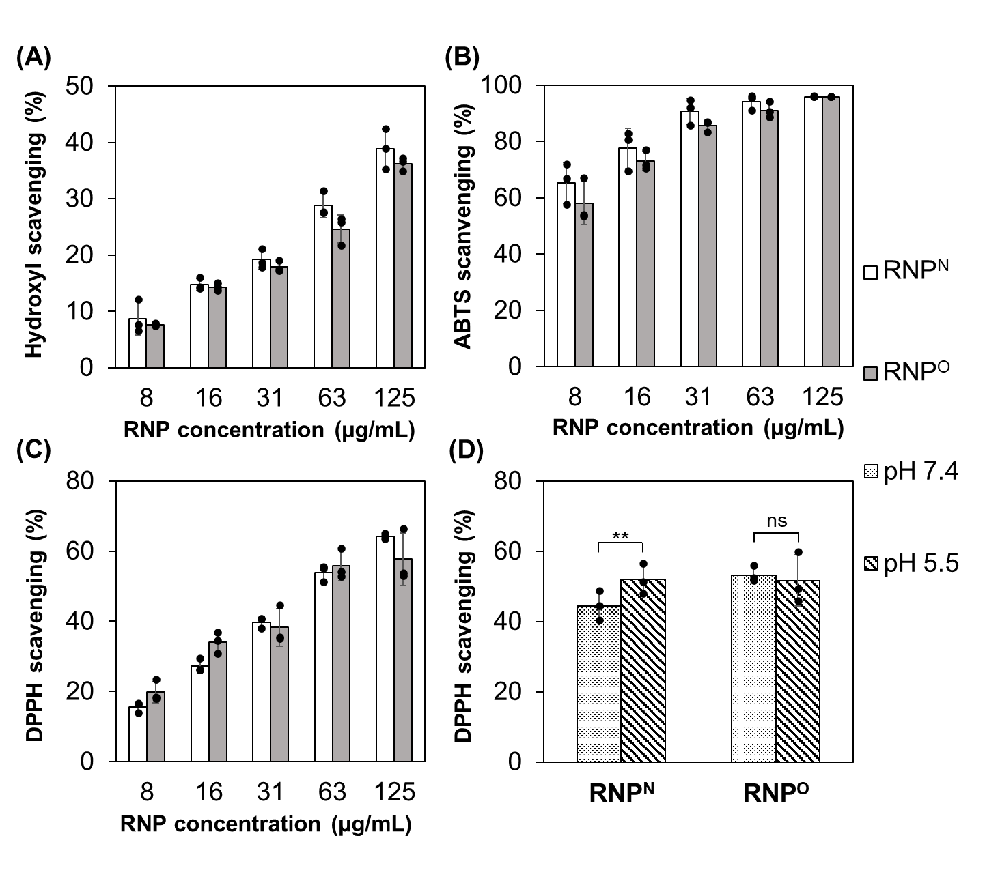 (A)
50
40
30
20
10
0
Hydroxyl scavenging (%)
8 16 31 63 125
RNP concentration (µg/mL)
(B)
100
80
60
40
20
0
ABTS scanvenging (%)
8 16 31 63 125
RNP concentration (µg/mL)
RNPᴺ
RNPᴼ
(C)
80
60
40
20
0
DPPH scavenging (%)
8 16 31 63 125
RNP concentration (µg/mL)
(D)
80
60
40
20
0
DPPH scavenging (%)
**
ns
RNPᴺ RNPᴼ
pH 7.4
pH 5.5